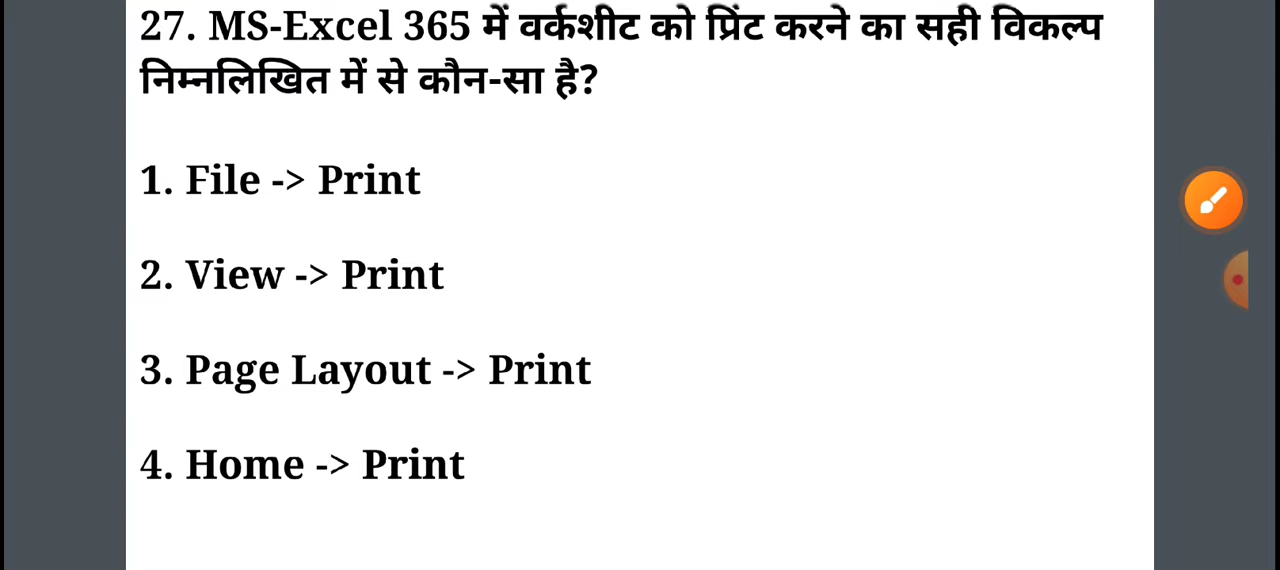 27. MS-Excel 365 में वर्कशीट को प्रिंट करने का सही विकल्प
निम्नलिखित में से कौन-सा है?
1. File -> Print
2. View -> Print
3. Page Layout -> Print
4. Home -> Print